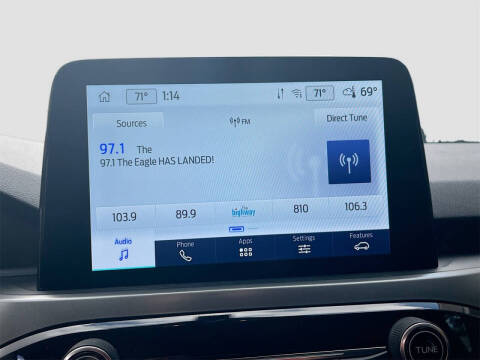 71° 1:14 71° 69°
Sources FM Direct Tune
97.1 The
97.1 The Eagle HAS LANDED!
103.9 89.9 highway 810 106.3
Audio Phone Apps Settings Features
TUNE